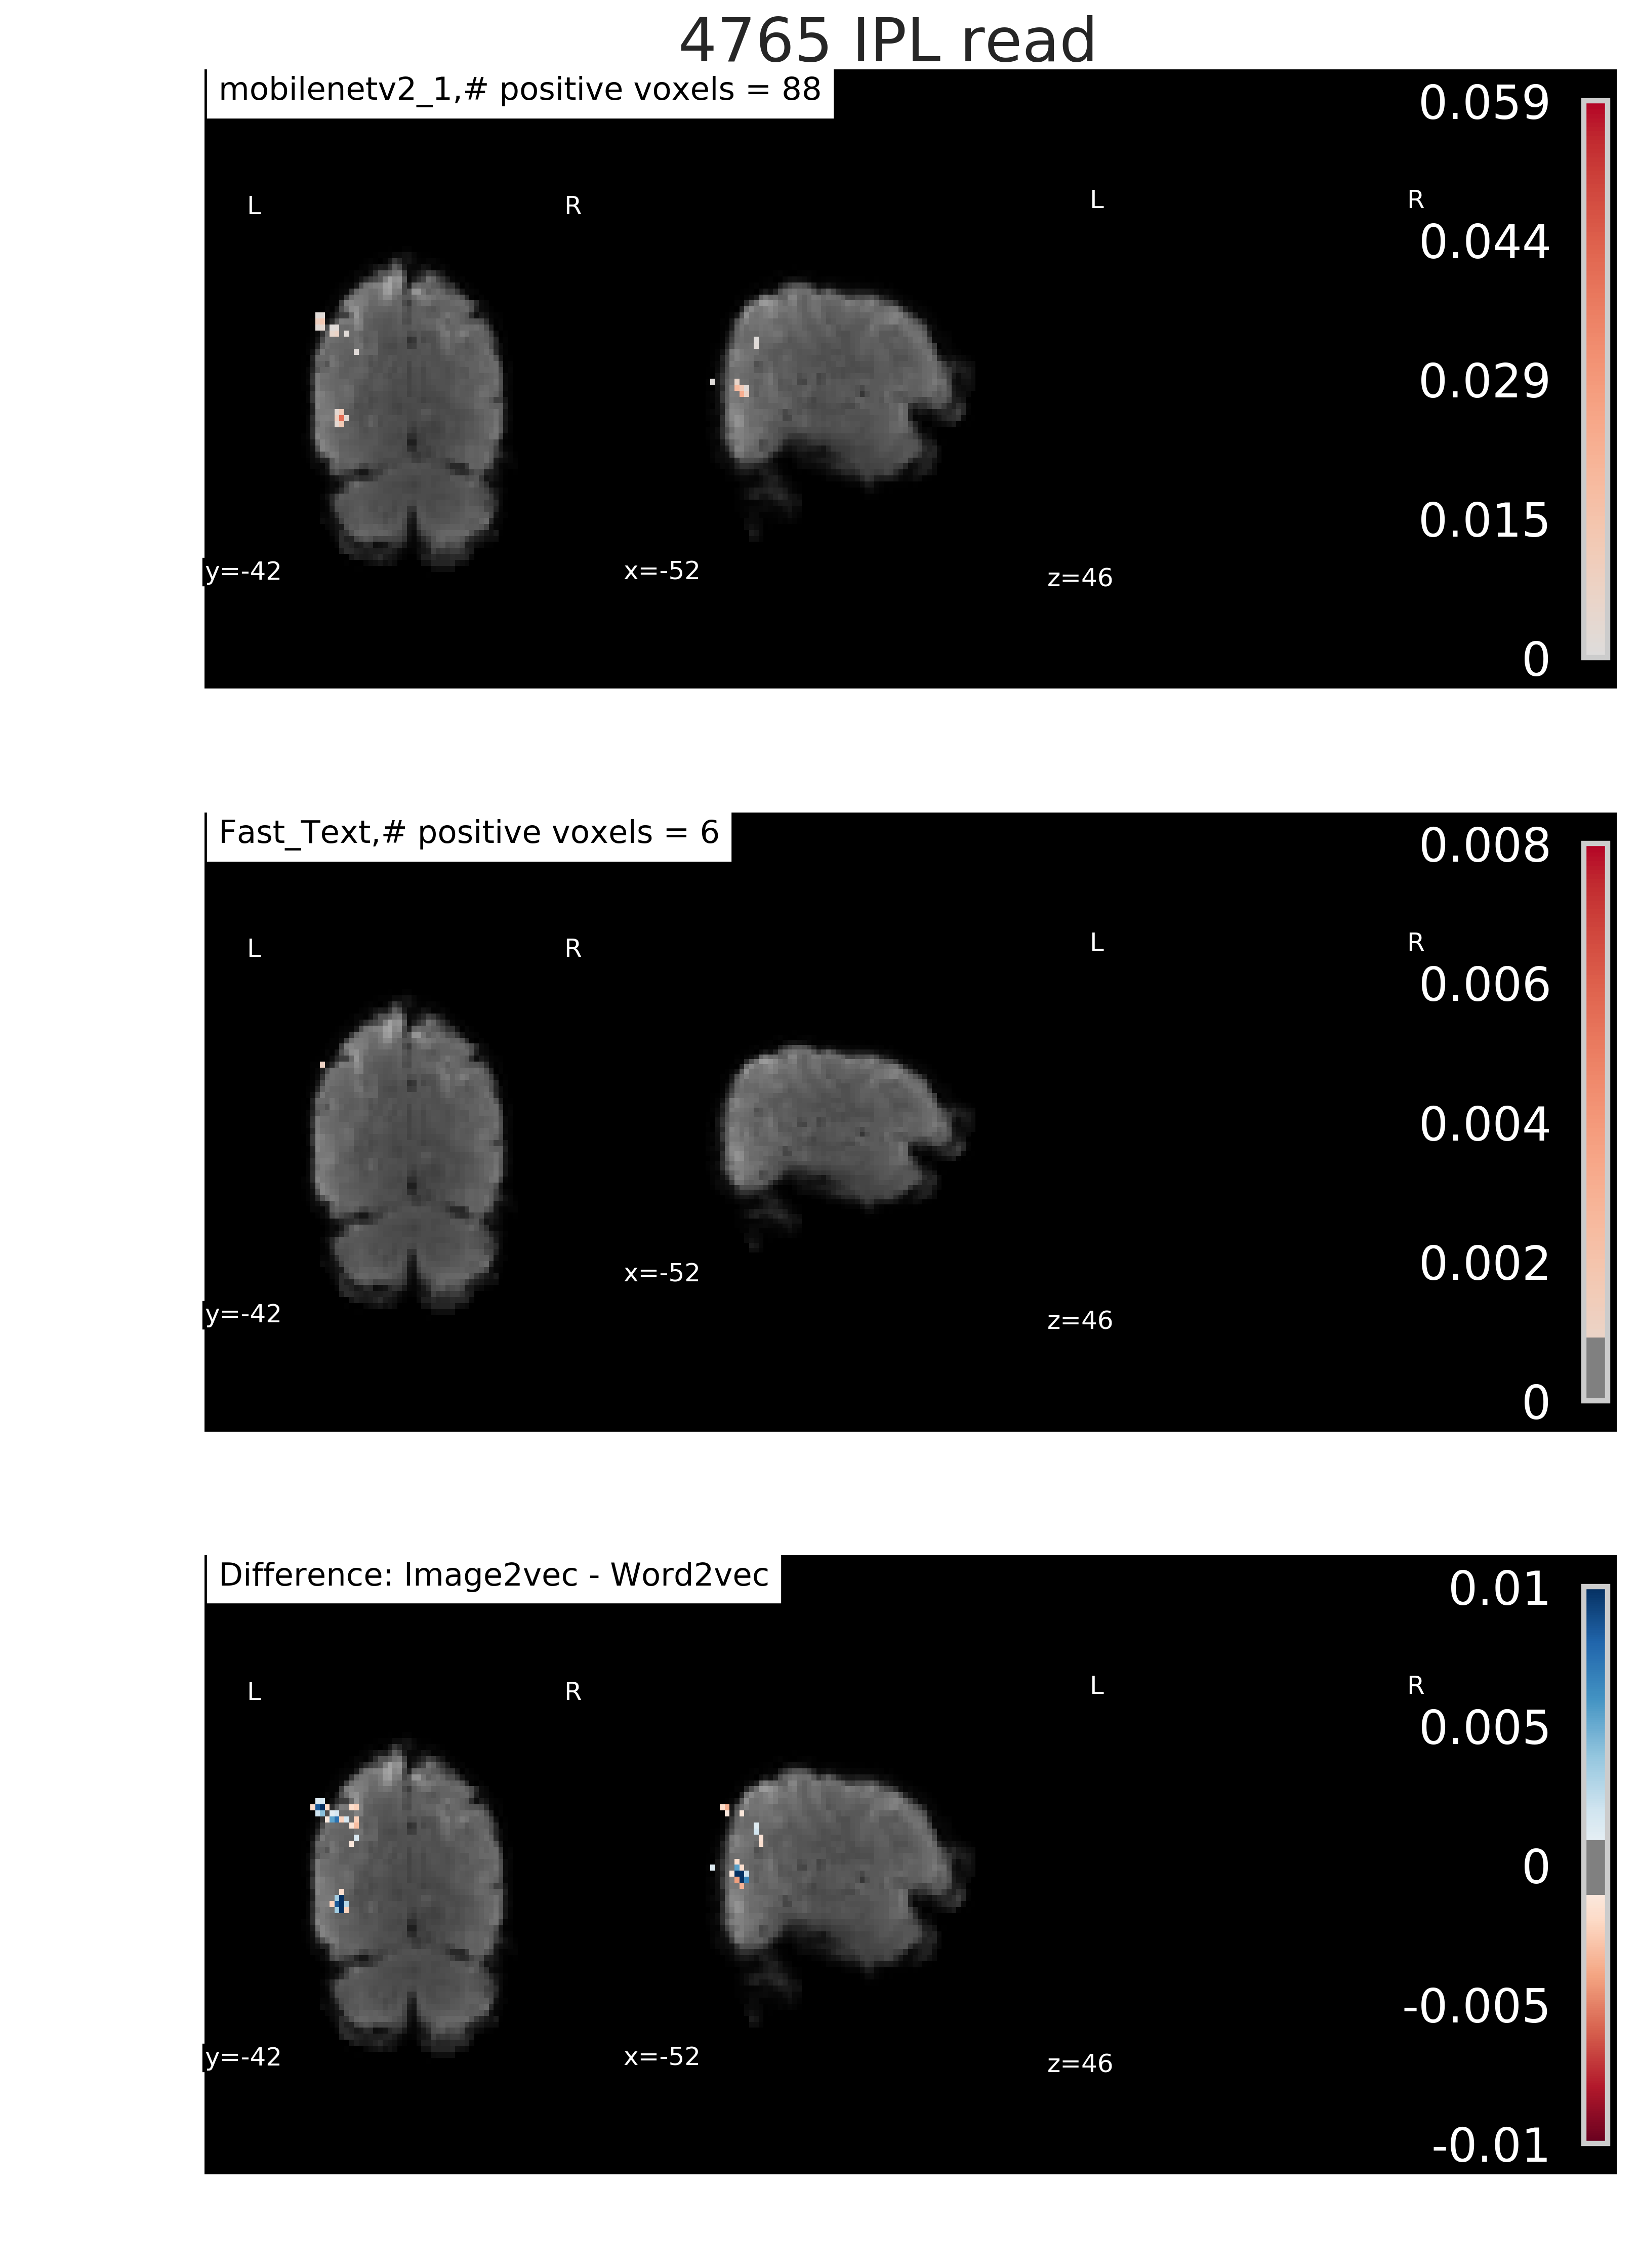 4765 IPL read
mobilenetv2_1,# positive voxels = 88
0.059
L R L R
0.044
0.029
0.015
y=-42 x=-52 z=46
0
Fast_Text,# positive voxels = 6
0.008
L R L R
0.006
0.004
0.002
x=-52
y=-42 z=46
0
Difference: Image2vec - Word2vec
0.01
L R L R
0.005
0
-0.005
y=-42 x=-52 z=46
-0.01